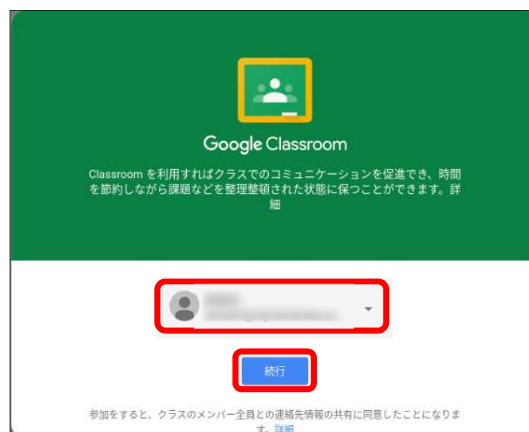 Google Classroom
Classroom を利用すればクラスでのコミュニケーションを促進でき、時間
を節約しながら課題などを整理整頓された状態に保つことができます。詳
細
続行
参加をすると、クラスのメンバー全員との連絡先情報の共有に同意したことになりま
す。詳細